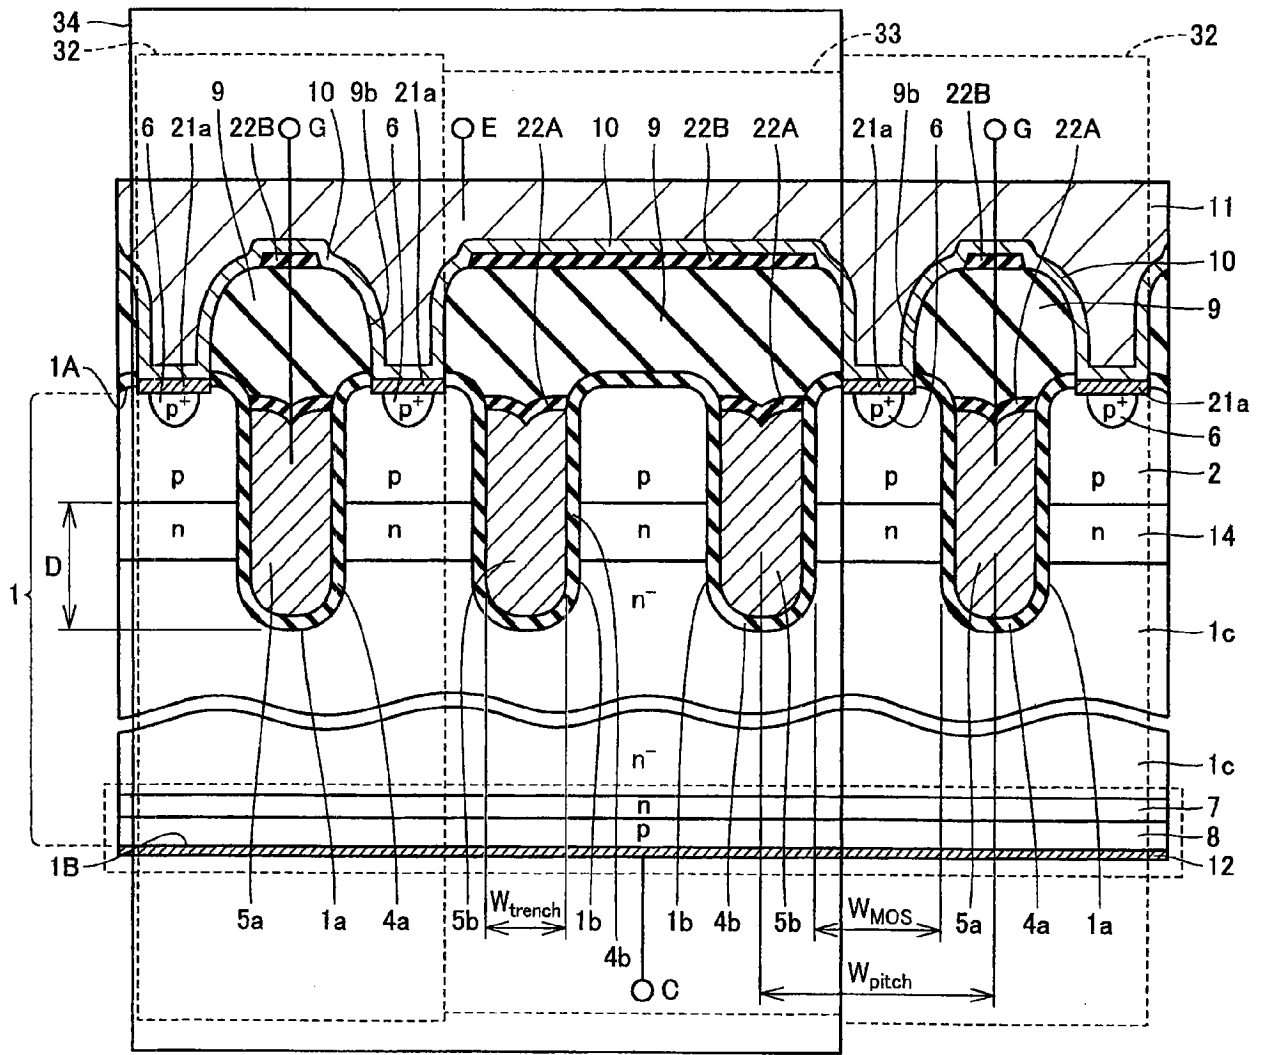 34
32
33
32
9
10
9b
21a
9b
22B
6
21a
22B
G
6
E
22A
10
9
22B
22A
21a
6
G
22A
11
10
9
1A
p+
p+
p+
p+
21a
6
p
p
p
p
p
2
n
n
n
n
n
14
D
1
n−
1c
n−
1c
n
7
p
8
1B
12
5a
1a
4a
5b
Wtrench
1b
4b
1b
4b
5b
WMOS
5a
4a
1a
Wpitch
C